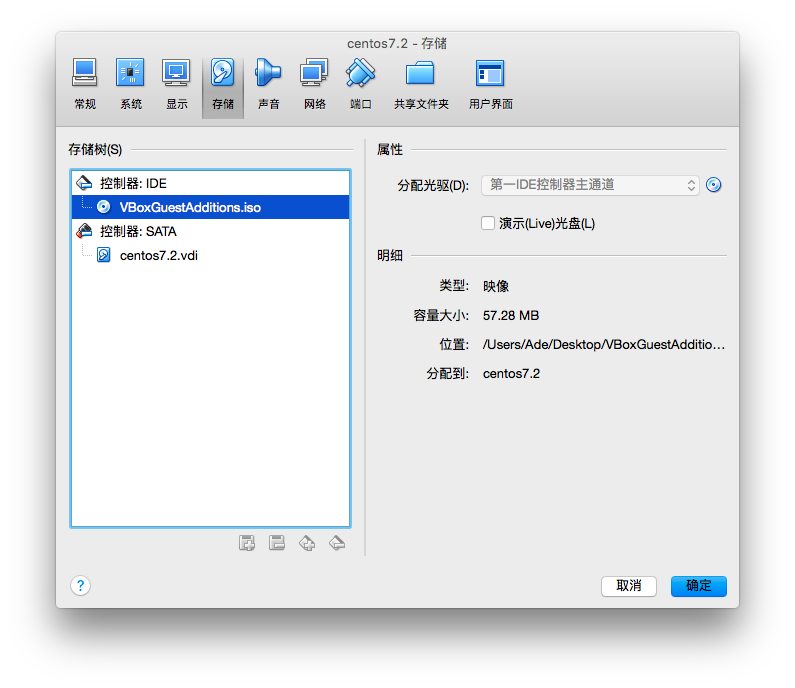 centos7.2 - 存储
常规 系统 显示 存储 声音 网络 端口 共享文件夹 用户界面
存储树(S)
控制器: IDE
VBoxGuestAdditions.iso
控制器: SATA
centos7.2.vdi
属性
分配光驱(D): 第一IDE控制器主通道
演示(Live)光盘(L)
明细
类型: 映像
容量大小: 57.28 MB
位置: /Users/Ade/Desktop/VBoxGuestAdditio...
分配到: centos7.2
?
取消 确定